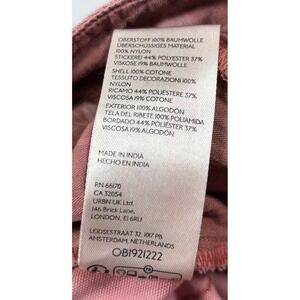 OBERSTOFF 100% BAUMWOLLE
ÜBERSCHÜSSIGES MATERIAL
100% NYLON
STICKEREI 44% POLYESTER 37%
VISKOSE 19% BAUMWOLLE
SHELL 100% COTONE
TESSUTO DECORAZIONI 100%
NYLON
RICAMO 44% POLIESTERE 37%
VISCOSA 19% COTONE
EXTERIOR 100% ALGODÓN
TELA DEL RIBETE 100% POLIAMIDA
BORDADO 44% POLIÉSTER 37%
VISCOSA 19% ALGODÓN
MADE IN INDIA
HECHO EN INDIA
RN 66170
CA 32054
URBN UK Ltd.
146 Brick Lane,
LONDON, E1 6RU
LEIDSESTRAAT 32, 1017 PB
AMSTERDAM, NETHERLANDS
OB1921222